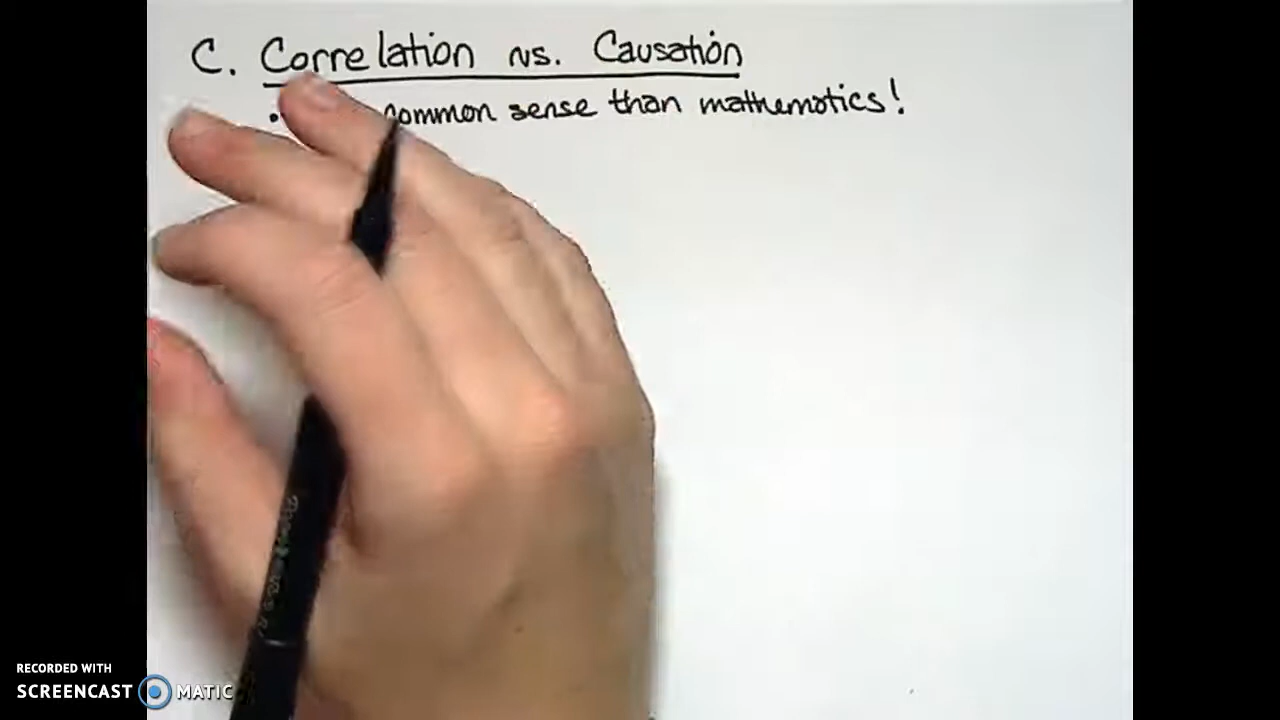 C. Correlation vs. Causation
• common sense than mathematics!
RECORDED WITH
SCREENCAST MATIC